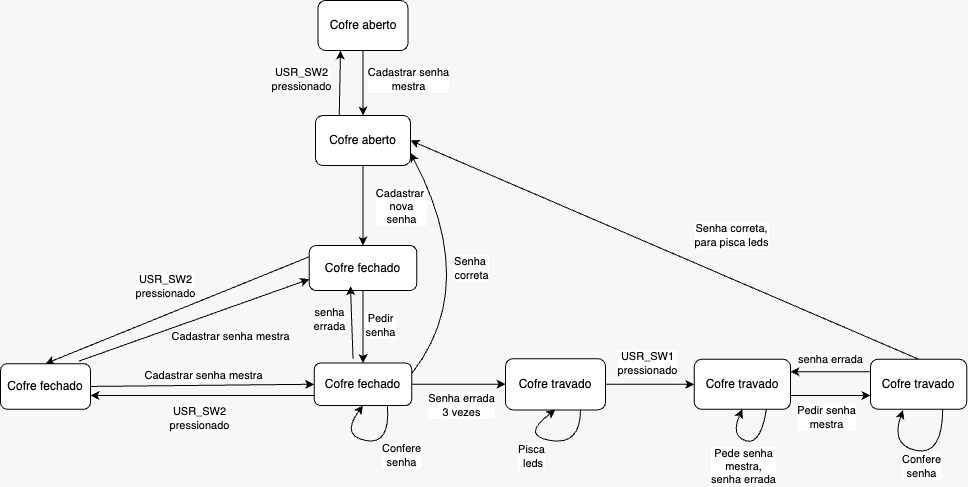 Cofre aberto
USR_SW2
pressionado
Cadastrar senha
mestra
Cofre aberto
Cadastrar
nova
senha
Senha correta,
para pisca leds
Cofre fechado
Senha
correta
USR_SW2
pressionado
senha
errada
Pedir
senha
Cadastrar senha mestra
Cofre fechado
Cadastrar senha mestra
USR_SW2
pressionado
Cofre fechado
Senha errada
3 vezes
Confere
senha
Cofre travado
USR_SW1
pressionado
Pisca
leds
Cofre travado
senha errada
Pedir senha
mestra
Pede senha
mestra,
senha errada
Cofre travado
Confere
senha